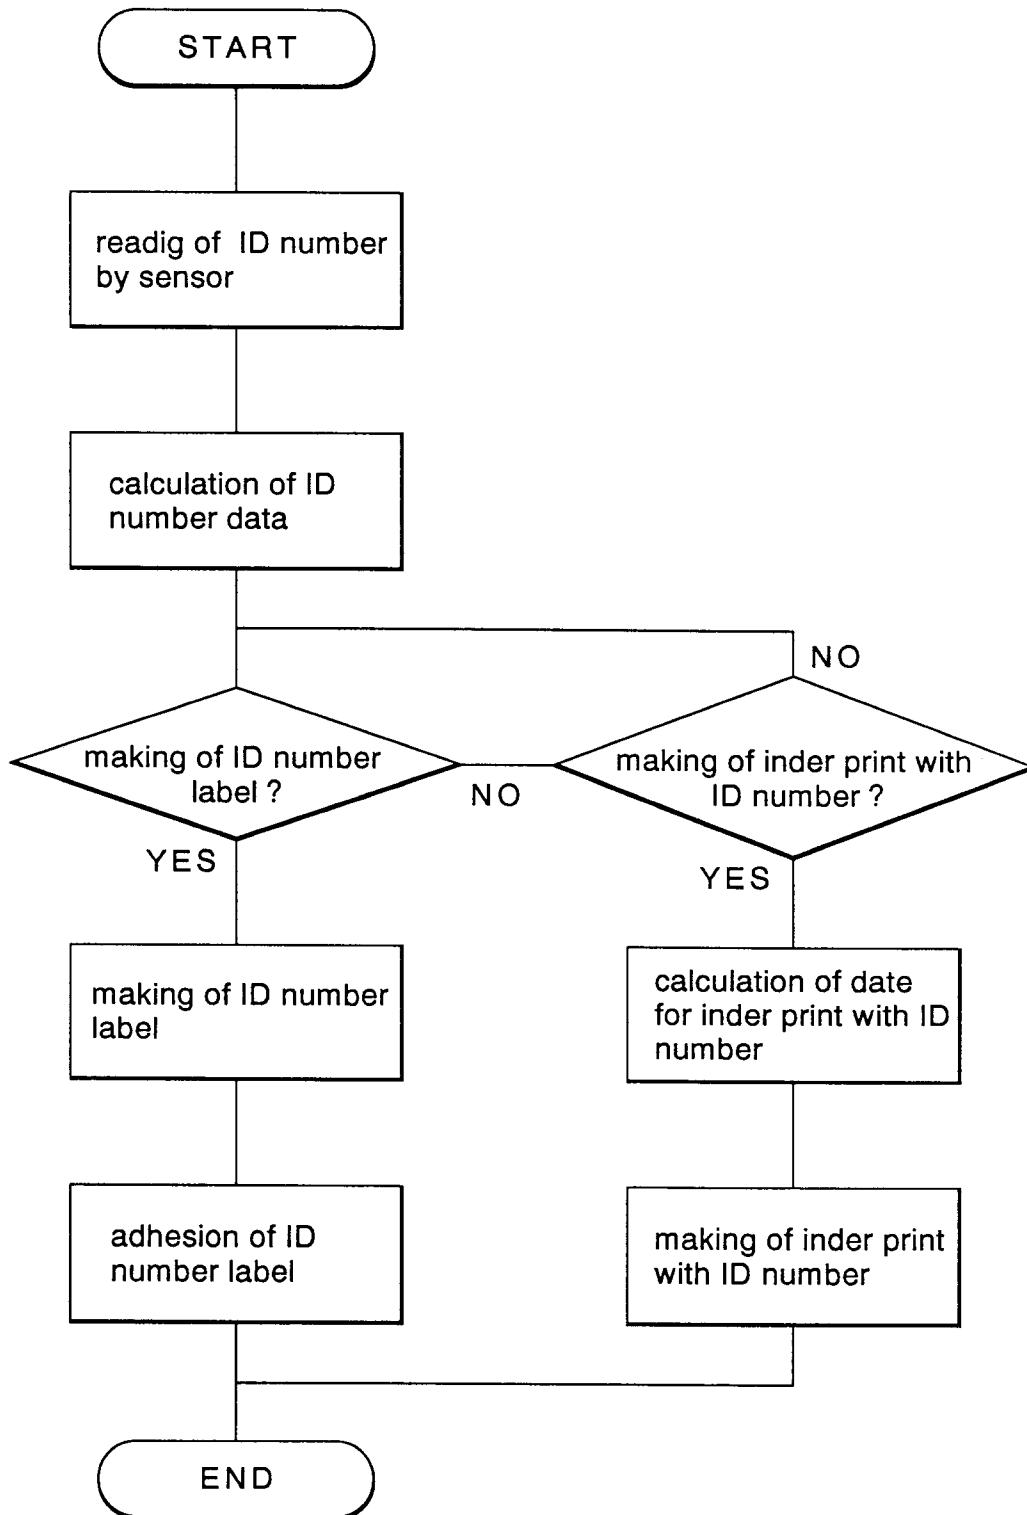 START
readig of ID number
by sensor
calculation of ID
number data
NO
making of ID number
label ?
NO
making of inder print with
ID number ?
YES
YES
making of ID number
label
calculation of date
for inder print with ID
number
adhesion of ID
number label
making of inder print
with ID number
END